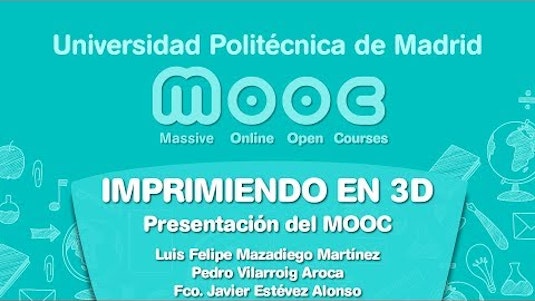 Universidad Politécnica de Madrid
mooc
Massive Online Open Courses
IMPRIMIENDO EN 3D
Presentación del MOOC
Luis Felipe Mazadiego Martínez
Pedro Vilarroig Aroca
Fco. Javier Estévez Alonso